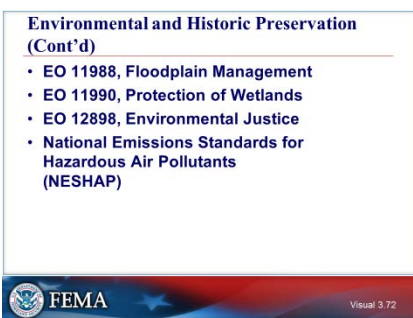 Environmental and Historic Preservation
(Cont’d)
• EO 11988, Floodplain Management
• EO 11990, Protection of Wetlands
• EO 12898, Environmental Justice
• National Emissions Standards for
Hazardous Air Pollutants
(NESHAP)
FEMA
Visual 3.72